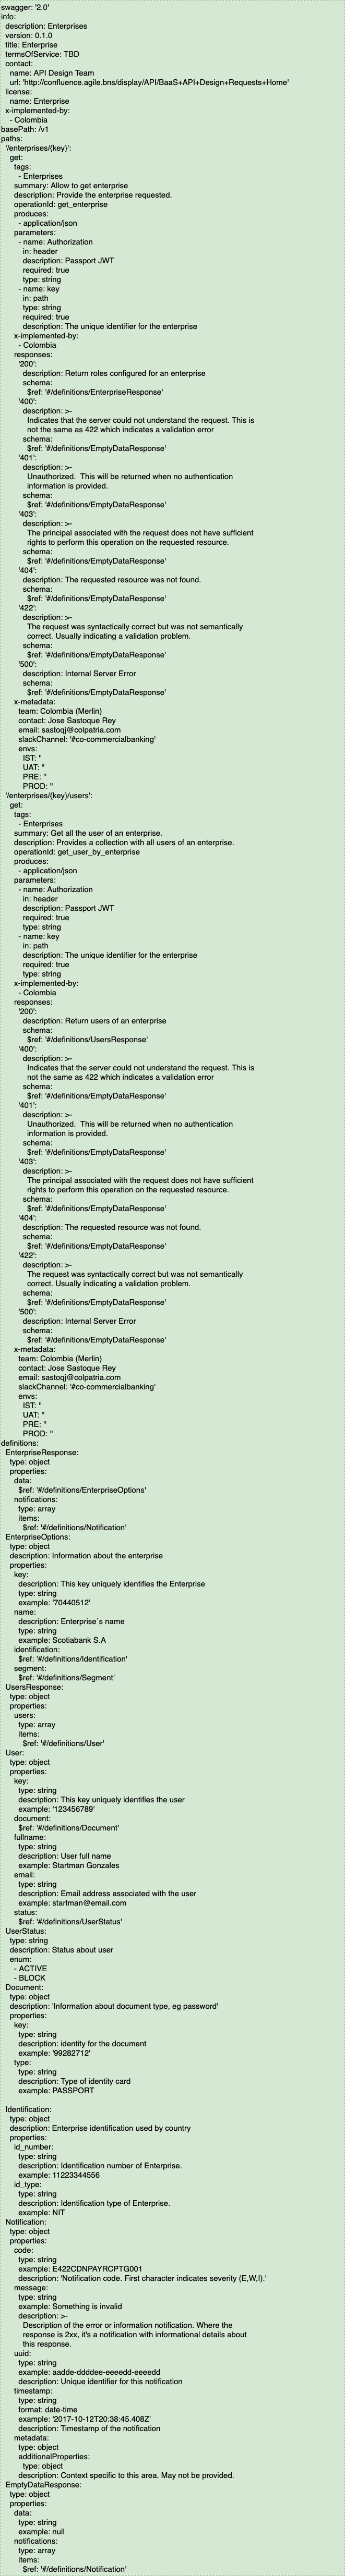 swagger: '2.0'
info:
description: Enterprises
version: 0.1.0
title: Enterprise
termsOfService: TBD
contact:
name: API Design Team
url: 'http://confluence.agile.bns/display/API/BaaS+API+Design+Requests+Home'
license:
name: Enterprise
x-implemented-by:
- Colombia
basePath: /v1
paths:
'/enterprises/{key}':
get:
tags:
- Enterprises
summary: Allow to get enterprise
description: Provide the enterprise requested.
operationId: get_enterprise
produces:
- application/json
parameters:
- name: Authorization
in: header
description: Passport JWT
required: true
type: string
- name: key
in: path
type: string
required: true
description: The unique identifier for the enterprise
x-implemented-by:
- Colombia
responses:
'200':
description: Return roles configured for an enterprise
schema:
$ref: '#/definitions/EnterpriseResponse'
'400':
description: >-
Indicates that the server could not understand the request. This is
not the same as 422 which indicates a validation error
schema:
$ref: '#/definitions/EmptyDataResponse'
'401':
description: >-
Unauthorized.  This will be returned when no authentication
information is provided.
schema:
$ref: '#/definitions/EmptyDataResponse'
'403':
description: >-
The principal associated with the request does not have sufficient
rights to perform this operation on the requested resource.
schema:
$ref: '#/definitions/EmptyDataResponse'
'404':
description: The requested resource was not found.
schema:
$ref: '#/definitions/EmptyDataResponse'
'422':
description: >-
The request was syntactically correct but was not semantically
correct. Usually indicating a validation problem.
schema:
$ref: '#/definitions/EmptyDataResponse'
'500':
description: Internal Server Error
schema:
$ref: '#/definitions/EmptyDataResponse'
x-metadata:
team: Colombia (Merlin)
contact: Jose Sastoque Rey
email: sastoqj@colpatria.com
slackChannel: '#co-commercialbanking'
envs:
IST: ''
UAT: ''
PRE: ''
PROD: ''
'/enterprises/{key}/users':
get:
tags:
- Enterprises
summary: Get all the user of an enterprise.
description: Provides a collection with all users of an enterprise.
operationId: get_user_by_enterprise
produces:
- application/json
parameters:
- name: Authorization
in: header
description: Passport JWT
required: true
type: string
- name: key
in: path
description: The unique identifier for the enterprise
required: true
type: string
x-implemented-by:
- Colombia
responses:
'200':
description: Return users of an enterprise
schema:
$ref: '#/definitions/UsersResponse'
'400':
description: >-
Indicates that the server could not understand the request. This is
not the same as 422 which indicates a validation error
schema:
$ref: '#/definitions/EmptyDataResponse'
'401':
description: >-
Unauthorized.  This will be returned when no authentication
information is provided.
schema:
$ref: '#/definitions/EmptyDataResponse'
'403':
description: >-
The principal associated with the request does not have sufficient
rights to perform this operation on the requested resource.
schema:
$ref: '#/definitions/EmptyDataResponse'
'404':
description: The requested resource was not found.
schema:
$ref: '#/definitions/EmptyDataResponse'
'422':
description: >-
The request was syntactically correct but was not semantically
correct. Usually indicating a validation problem.
schema:
$ref: '#/definitions/EmptyDataResponse'
'500':
description: Internal Server Error
schema:
$ref: '#/definitions/EmptyDataResponse'
x-metadata:
team: Colombia (Merlin)
contact: Jose Sastoque Rey
email: sastoqj@colpatria.com
slackChannel: '#co-commercialbanking'
envs:
IST: ''
UAT: ''
PRE: ''
PROD: ''
definitions:
EnterpriseResponse:
type: object
properties:
data:
$ref: '#/definitions/EnterpriseOptions'
notifications:
type: array
items:
$ref: '#/definitions/Notification'
EnterpriseOptions:
type: object
description: Information about the enterprise
properties:
key:
description: This key uniquely identifies the Enterprise
type: string
example: '70440512'
name:
description: Enterprise´s name
type: string
example: Scotiabank S.A
identification:
$ref: '#/definitions/Identification'
segment:
$ref: '#/definitions/Segment'
UsersResponse:
type: object
properties:
users:
type: array
items:
$ref: '#/definitions/User'
User:
type: object
properties:
key:
type: string
description: This key uniquely identifies the user
example: '123456789'
document:
$ref: '#/definitions/Document'
fullname:
type: string
description: User full name
example: Startman Gonzales
email:
type: string
description: Email address associated with the user
example: startman@email.com
status:
$ref: '#/definitions/UserStatus'
UserStatus:
type: string
description: Status about user
enum:
- ACTIVE
- BLOCK
Document:
type: object
description: 'Information about document type, eg password'
properties:
key:
type: string
description: identity for the document
example: '99282712'
type:
type: string
description: Type of identity card
example: PASSPORT
Identification:
type: object
description: Enterprise identification used by country
properties:
id_number:
type: string
description: Identification number of Enterprise.
example: 11223344556
id_type:
type: string
description: Identification type of Enterprise.
example: NIT
Notification:
type: object
properties:
code:
type: string
example: E422CDNPAYRCPTG001
description: 'Notification code. First character indicates severity (E,W,I).'
message:
type: string
example: Something is invalid
description: >-
Description of the error or information notification. Where the
response is 2xx, it's a notification with informational details about
this response.
uuid:
type: string
example: aadde-ddddee-eeeedd-eeeedd
description: Unique identifier for this notification
timestamp:
type: string
format: date-time
example: '2017-10-12T20:38:45.408Z'
description: Timestamp of the notification
metadata:
type: object
additionalProperties:
type: object
description: Context specific to this area. May not be provided.
EmptyDataResponse:
type: object
properties:
data:
type: string
example: null
notifications:
type: array
items:
$ref: '#/definitions/Notification'